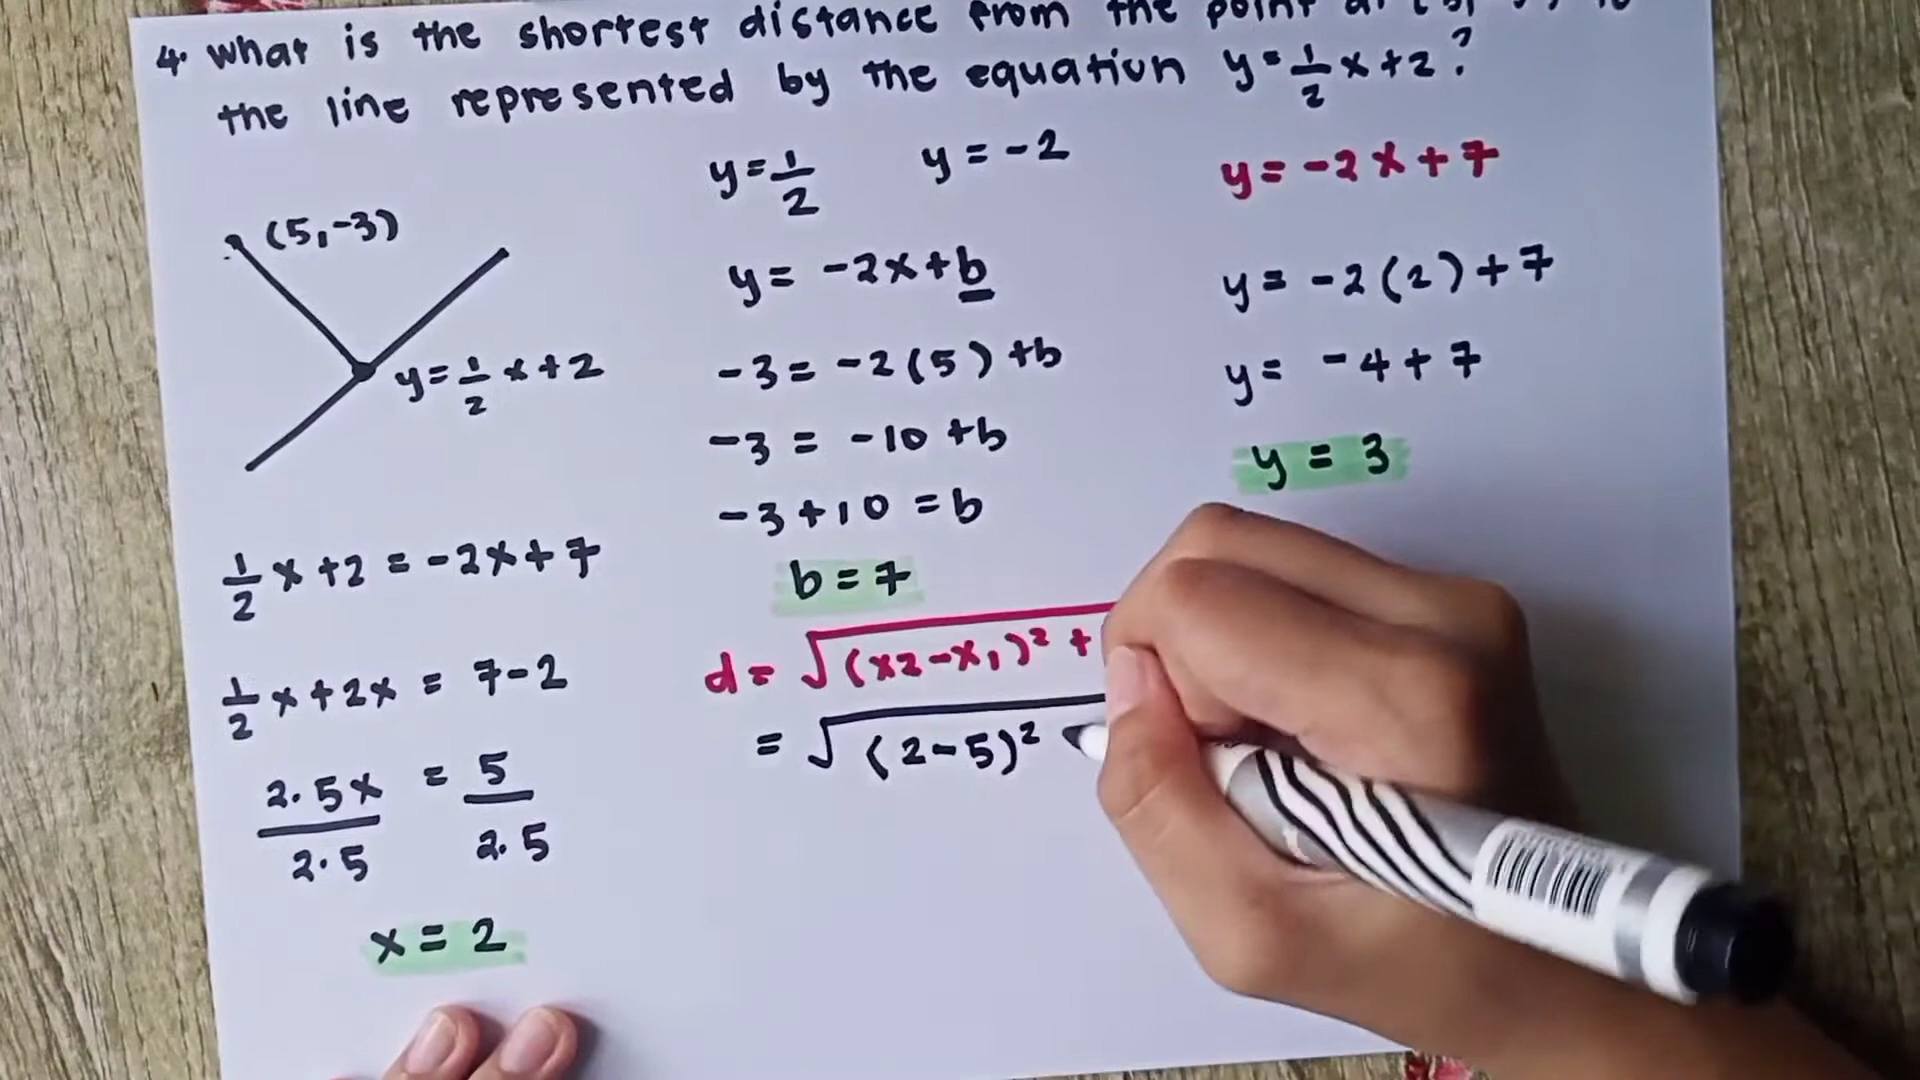 4. What is the shortest distance from the point at
the line represented by the equation y = 1/2 x + 2?
(5, -3)
y = 1/2 x + 2
1/2 x + 2 = -2x + 7
1/2 x + 2x = 7 - 2
2.5x / 2.5 = 5 / 2.5
x = 2
y = 1/2
y = -2
y = -2x + b
-3 = -2(5) + b
-3 = -10 + b
-3 + 10 = b
b = 7
y = -2x + 7
y = -2(2) + 7
y = -4 + 7
y = 3
d = √(x2 - x1)² +
= √(2 - 5)²